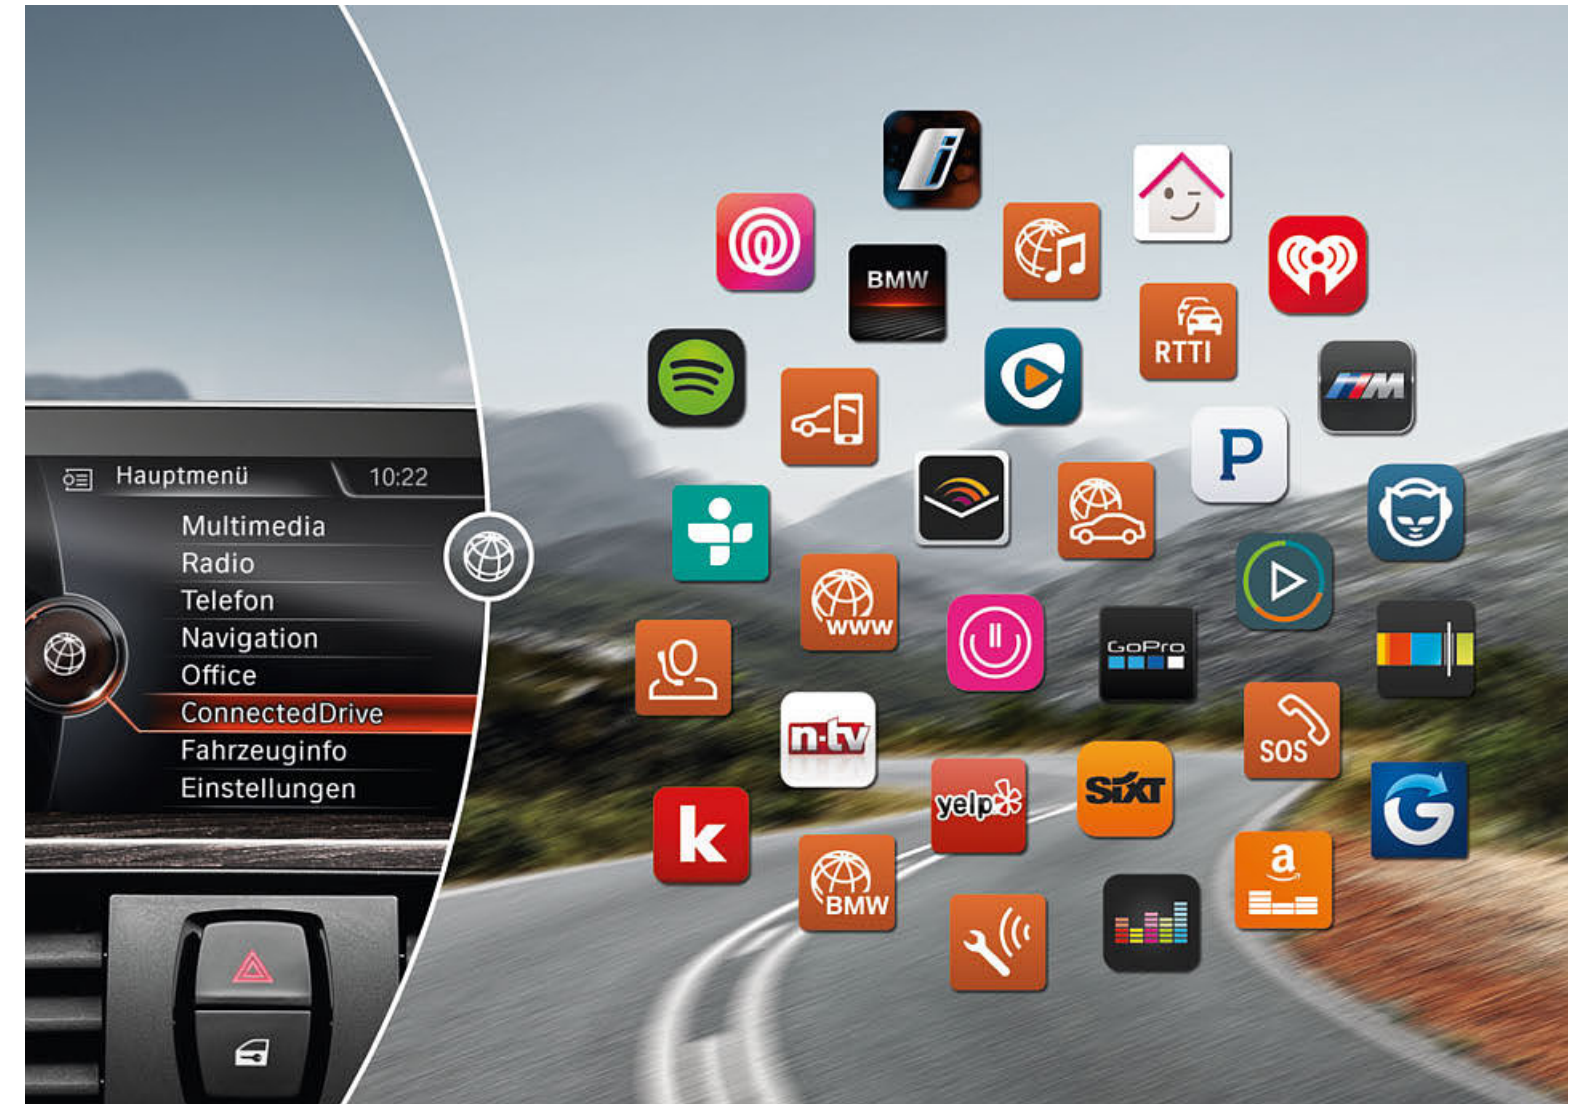 Hauptmenü 10:22
Multimedia
Radio
Telefon
Navigation
Office
ConnectedDrive
Fahrzeuginfo
Einstellungen
i
BMW
RTTI
M
P
www
GoPro
n-tv
SOS
yelp
SIXT
k
BMW
G
a